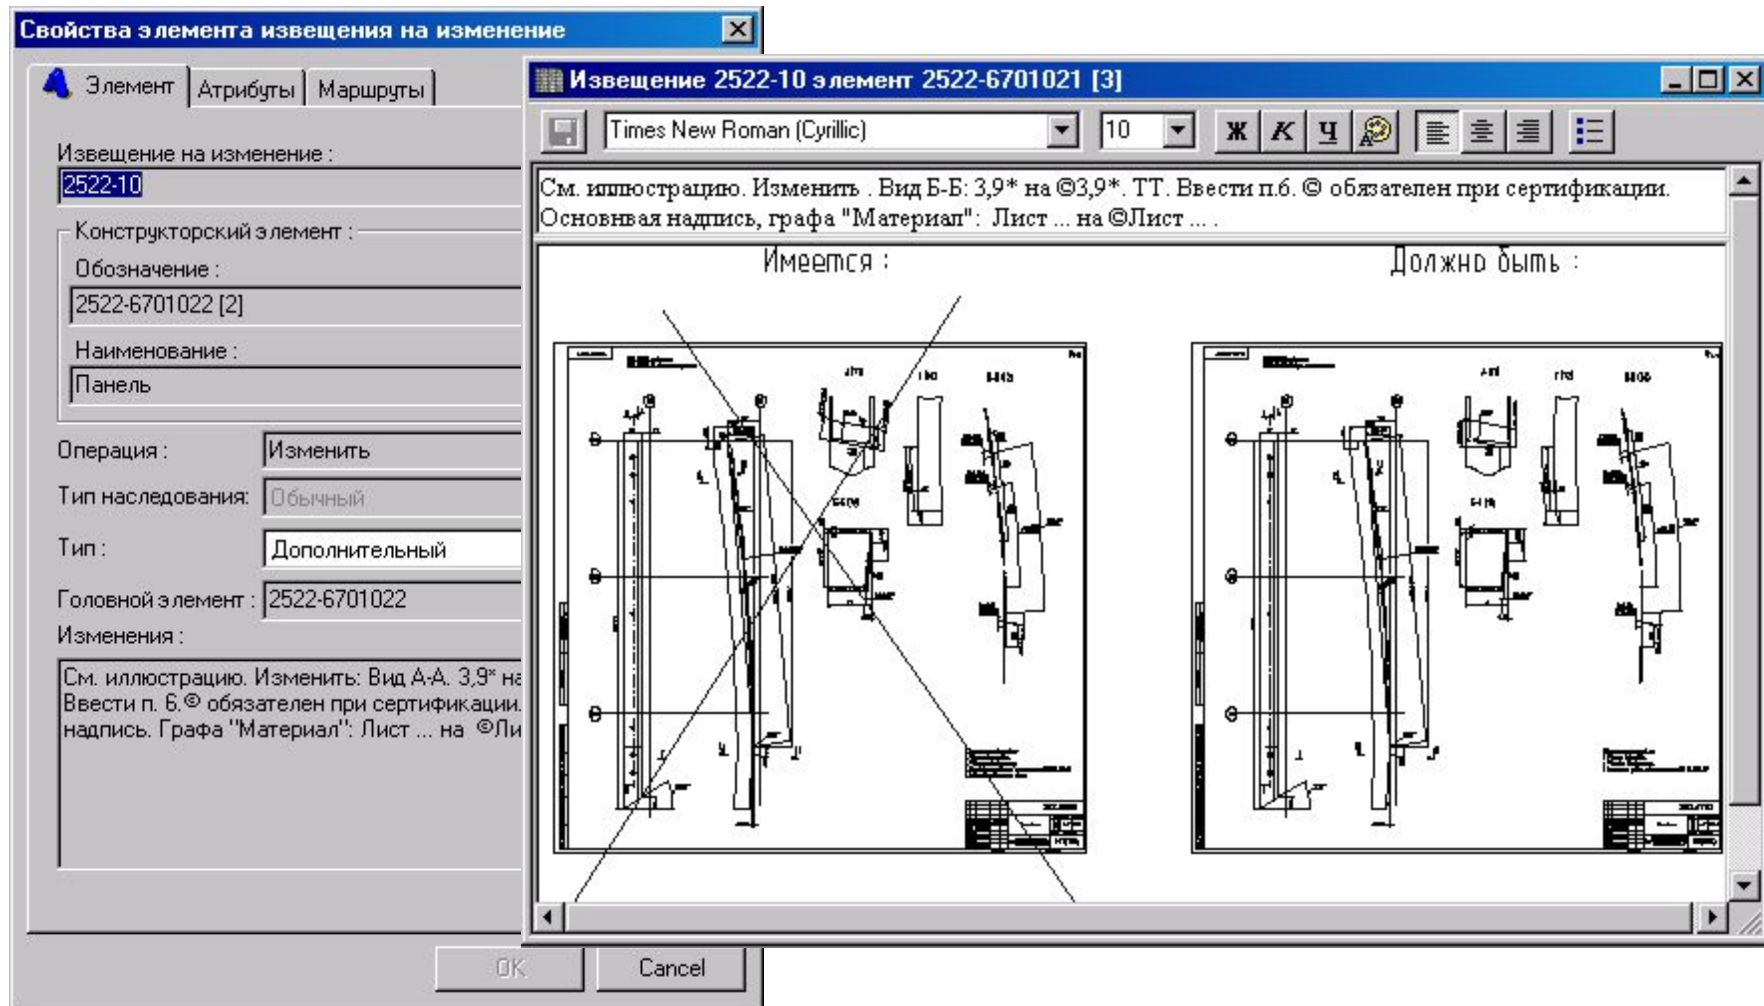 Свойства элемента извещения на изменение
Элемент
Атрибуты
Маршруты
Извещение на изменение :
2522-10
Конструкторский элемент :
Обозначение :
2522-6701022 [2]
Наименование :
Панель
Операция :
Изменить
Тип наследования:
Обычный
Тип :
Дополнительный
Головной элемент :
2522-6701022
Изменения :
См. иллюстрацию. Изменить: Вид А-А. 3,9* на
Ввести п. 6.© обязателен при сертификации.
надпись. Графа "Материал": Лист ... на ©Ли
OK
Cancel
Извещение 2522-10 элемент 2522-6701021 [3]
Times New Roman (Cyrillic)
10
Ж К Ч
См. иллюстрацию. Изменить . Вид Б-Б: 3,9* на ©3,9*. ТТ. Ввести п.6. © обязателен при сертификации.
Основнвая надпись, графа "Материал": Лист ... на ©Лист ... .
Имеется :
Должно быть :